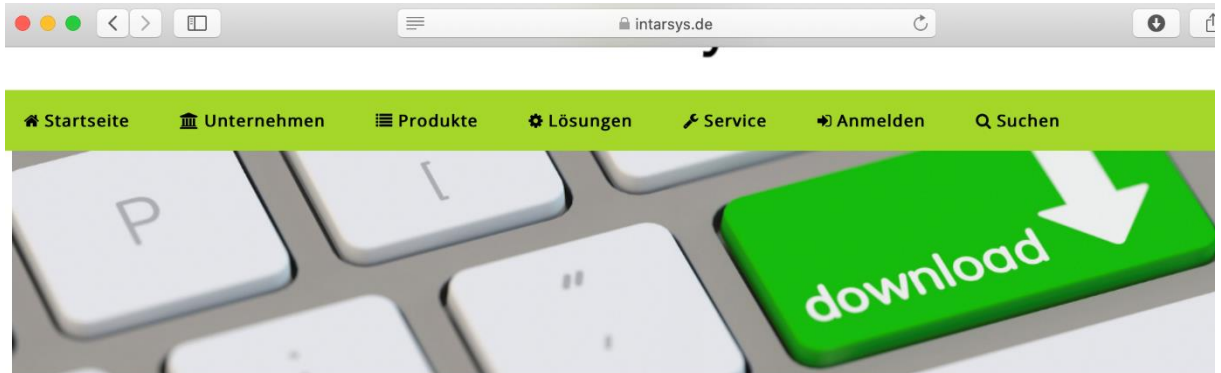 intarsys.de
Startseite Unternehmen Produkte Lösungen Service Anmelden Suchen
P [
" download
' ;